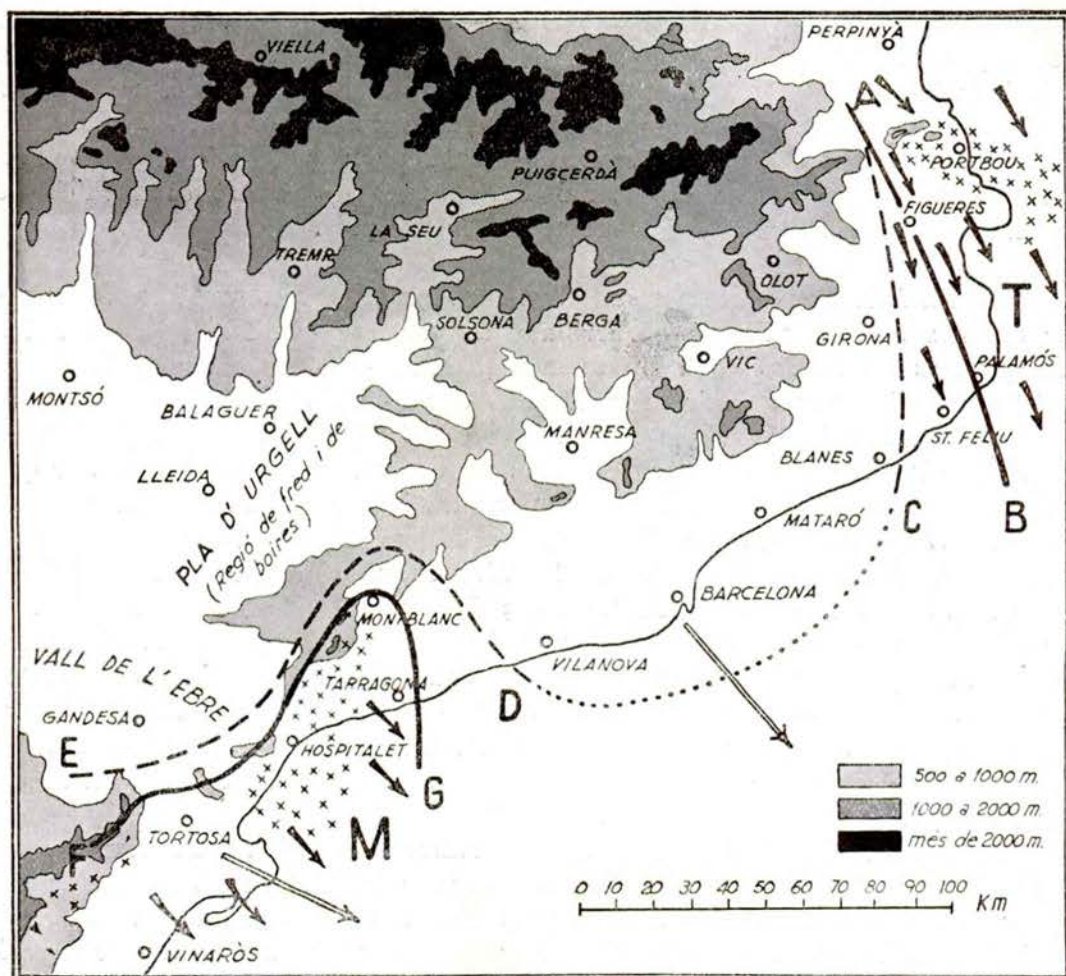 PERPINYÀ
VIELLA
A
PORTBOU
PUIGCERDÀ
LA SEU
FIGUERES
TREMP
OLOT
BERGA
T
SOLSONA
GIRONA
VIC
PALAMÓS
MONTSÓ
BALAGUER
ST. FELIU
MANRESA
BLANES
LLEIDA
PLA D'URGELL
(Regió de fred i de
boires)
C
B
MATARÓ
BARCELONA
MONTBLANC
VILANOVA
VALL DE L'EBRE
TARRAGONA
D
GANDESA
E
HOSPITALET
G
500 a 1000 m.
1000 a 2000 m.
més de 2000 m.
TORTOSA
M
F
0 10 20 30 40 50 60 70 80 90 100
Km
VINARÒS